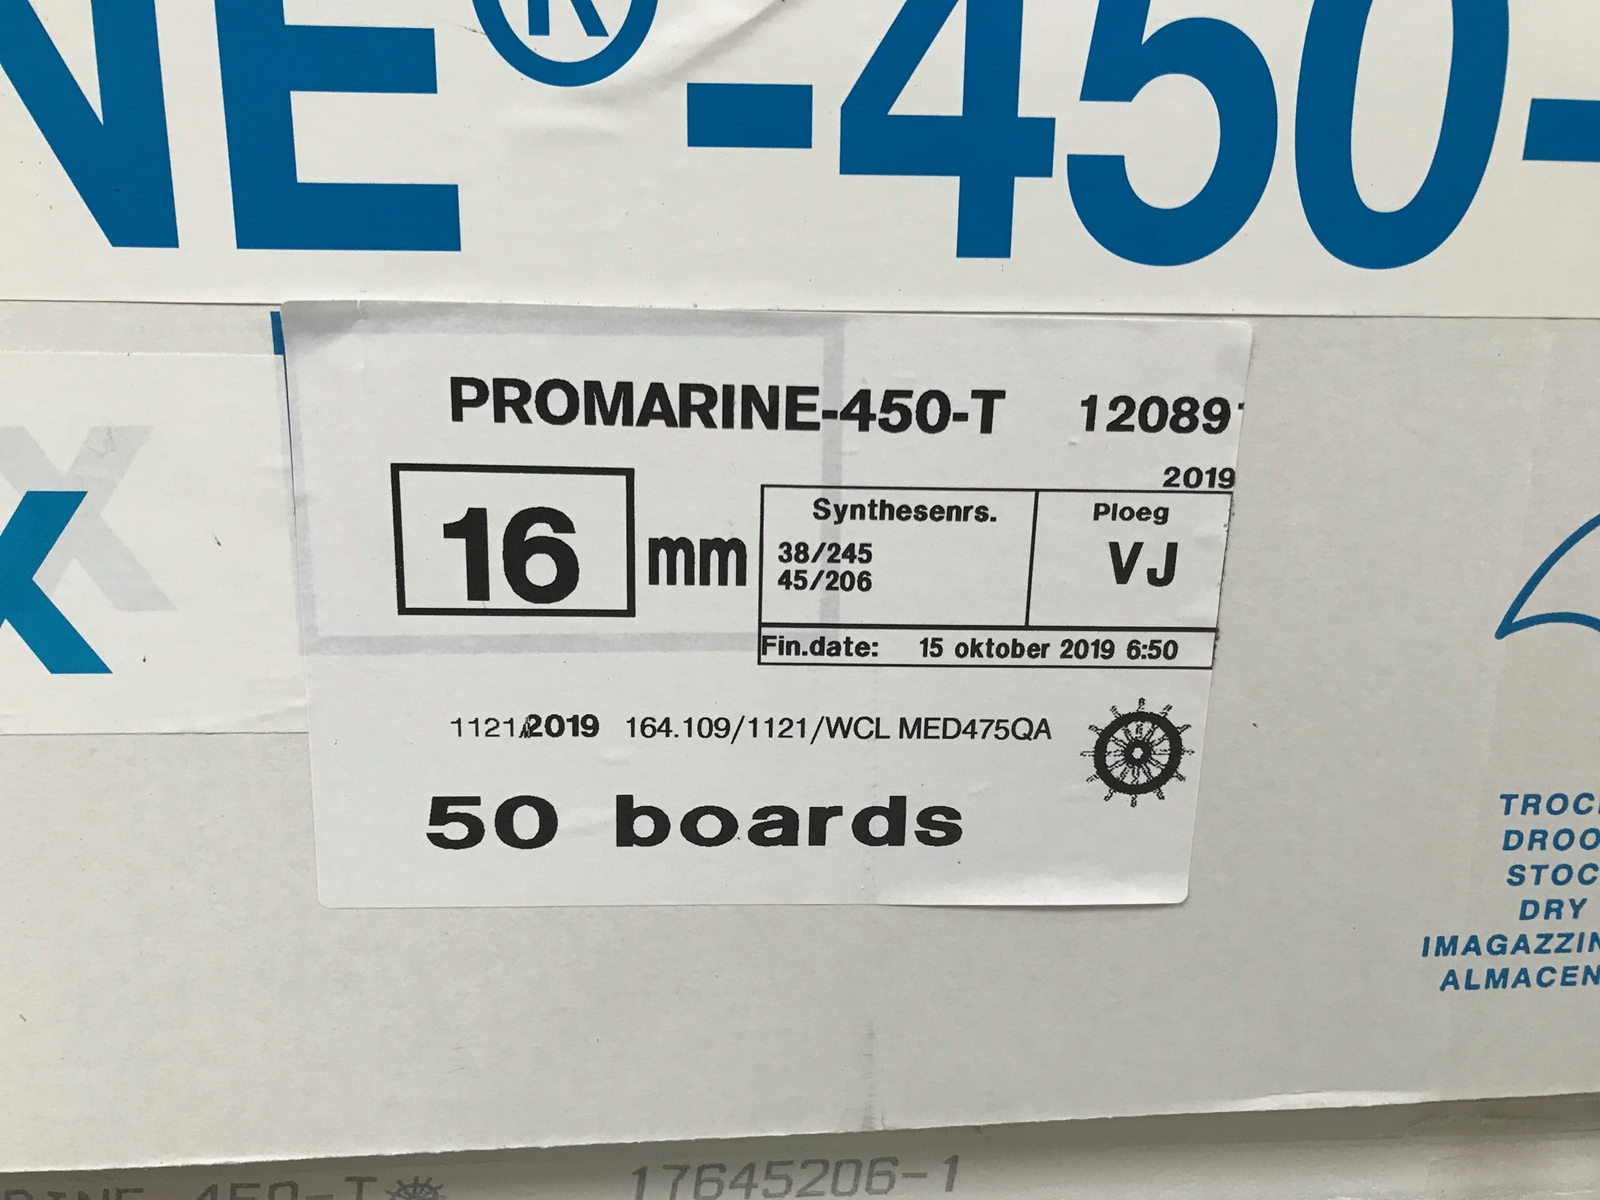 NE®-450-
PROMARINE-450-T 12089
2019
16 mm
Synthesenrs. Ploeg
38/245 VJ
45/206
Fin.date: 15 oktober 2019 6:50
1121/2019 164.109/1121/WCL MED475QA
50 boards
X
TROC
DROO
STOC
DRY
IMAGAZZIN
ALMACEN
RINE 450-T 17645206-1